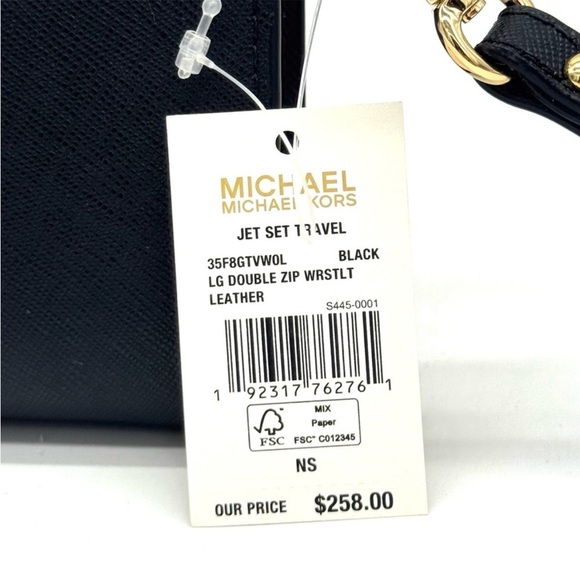 MICHAEL
MICHAEL KORS
JET SET TRAVEL
35F8GTVW0L BLACK
LG DOUBLE ZIP WRSTLT
LEATHER
S445-0001
1 92317 76276 1
FSC
MIX
Paper
FSC™ C012345
NS
OUR PRICE $258.00